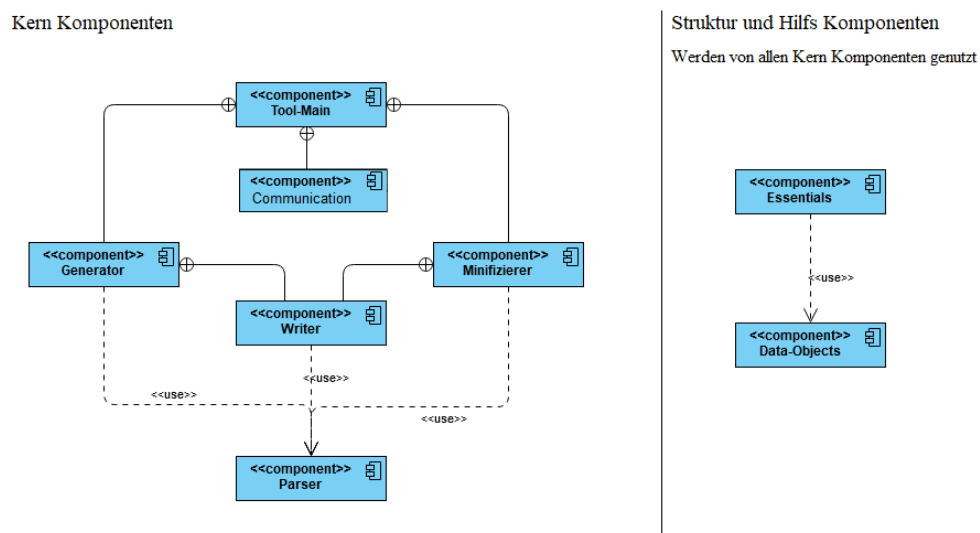 Kern Komponenten
Struktur und Hilfs Komponenten
Werden von allen Kern Komponenten genutzt
<<component>>
Tool-Main
<<component>>
Communication
<<component>>
Essentials
<<component>>
Generator
<<component>>
Minifizierer
<<use>>
<<component>>
Writer
<<component>>
Data-Objects
<<use>>
<<use>>
<<use>>
<<component>>
Parser